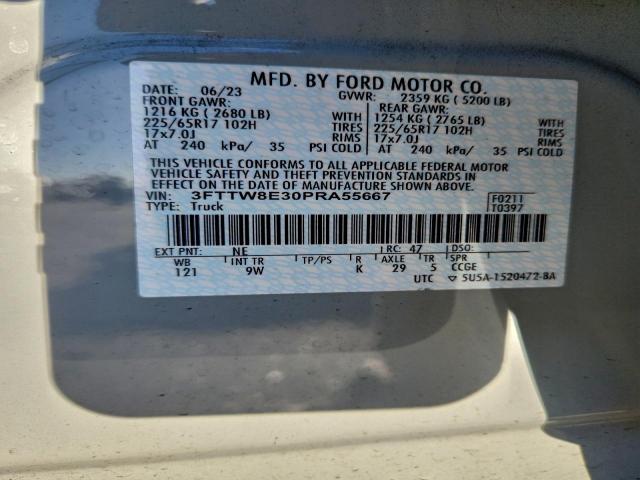 MFD. BY FORD MOTOR CO.
DATE: 06/23 GVWR: 2359 KG ( 5200 LB)
FRONT GAWR: REAR GAWR:
1216 KG ( 2680 LB) WITH 1254 KG ( 2765 LB) WITH
225/65R17 102H TIRES 225/65R17 102H TIRES
17x7.0J RIMS 17x7.0J RIMS
AT 240 kPa/ 35 PSI COLD AT 240 kPa/ 35 PSI COLD
THIS VEHICLE CONFORMS TO ALL APPLICABLE FEDERAL MOTOR
VEHICLE SAFETY AND THEFT PREVENTION STANDARDS IN
EFFECT ON THE DATE OF MANUFACTURE SHOWN ABOVE.
VIN: 3FTTW8E30PRA55667 F0211
TYPE: Truck T0397
EXT PNT: NE RC: 47 DSO:
WB INT TR TP/PS R AXLE TR SPR
121 9W K 29 5 CCGE
UTC 5U5A-1520472-BA